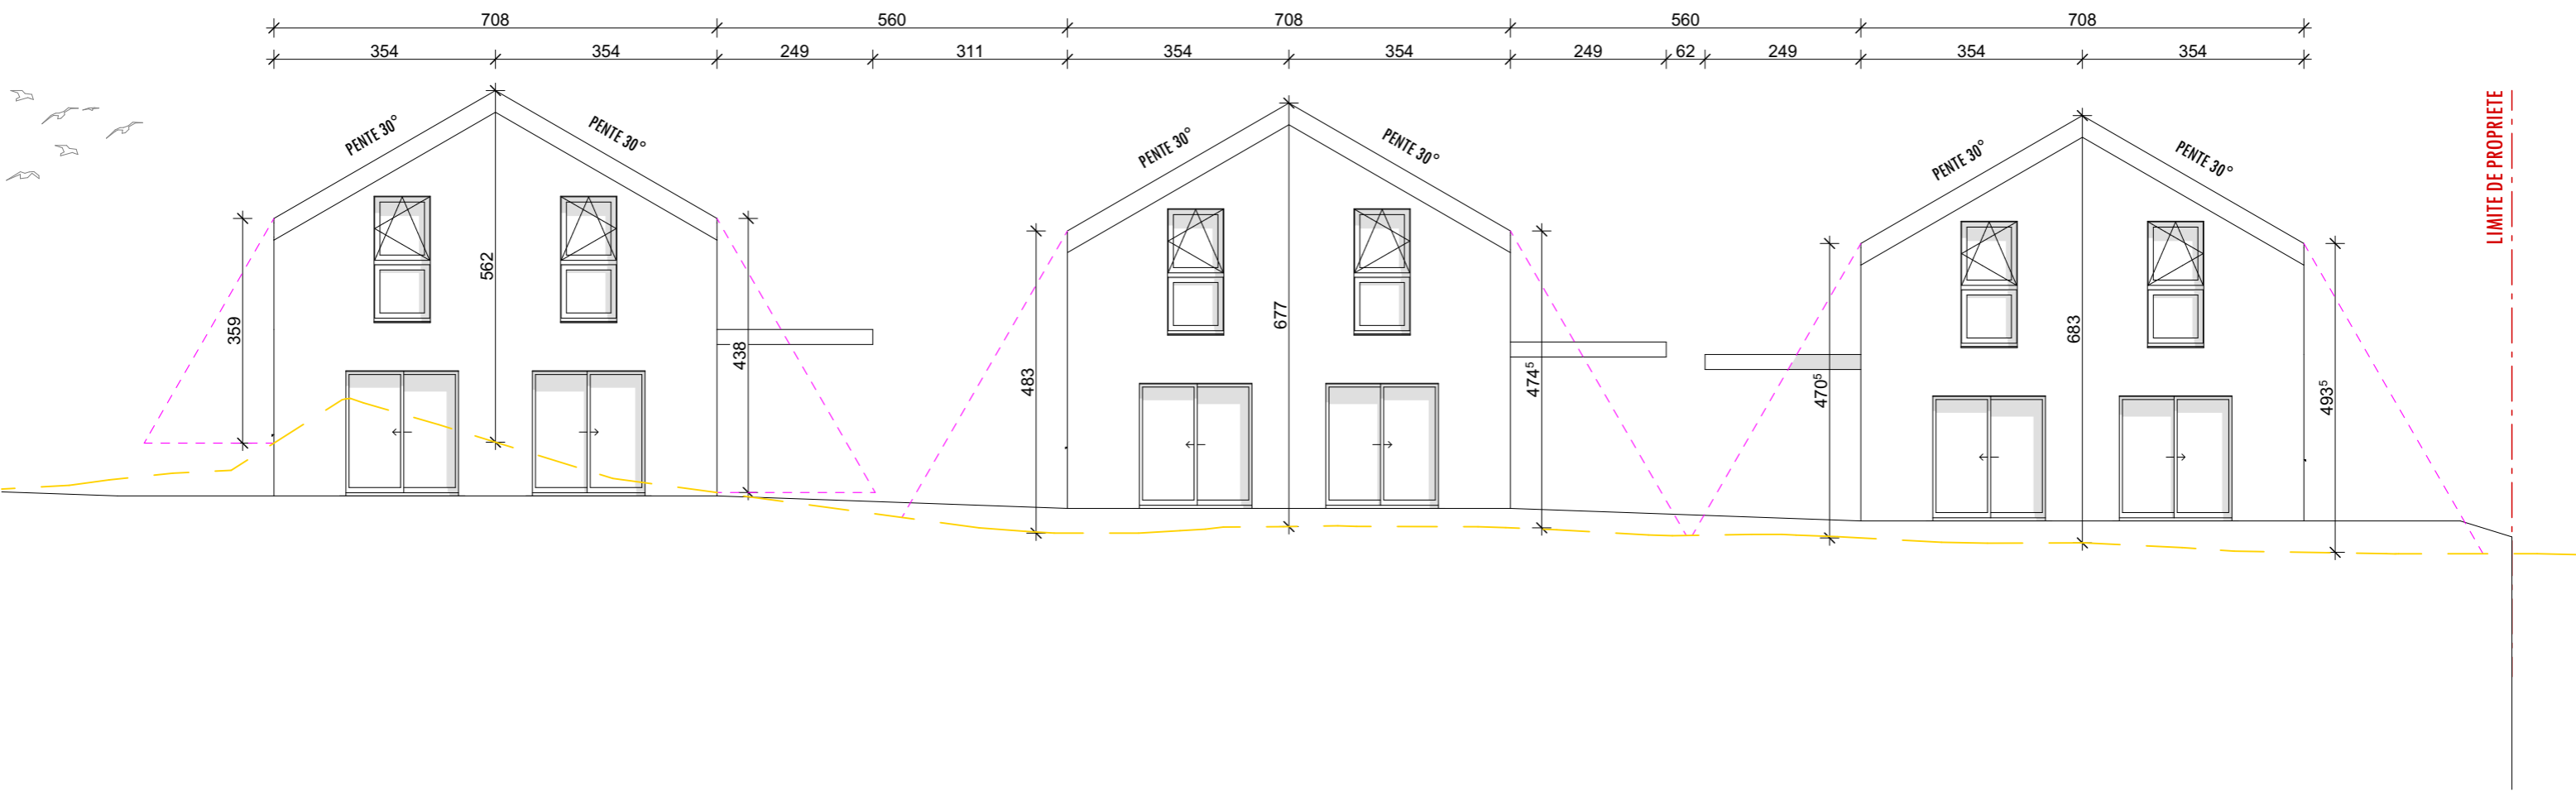 708 560 708 560 708
354 354 249 311 354 354 249 62 249 354 354
PENTE 30°
PENTE 30°
PENTE 30°
PENTE 30°
PENTE 30°
PENTE 30°
LIMITE DE PROPRIETE
359
562
438
483
677
474⁵
470⁵
683
493⁵